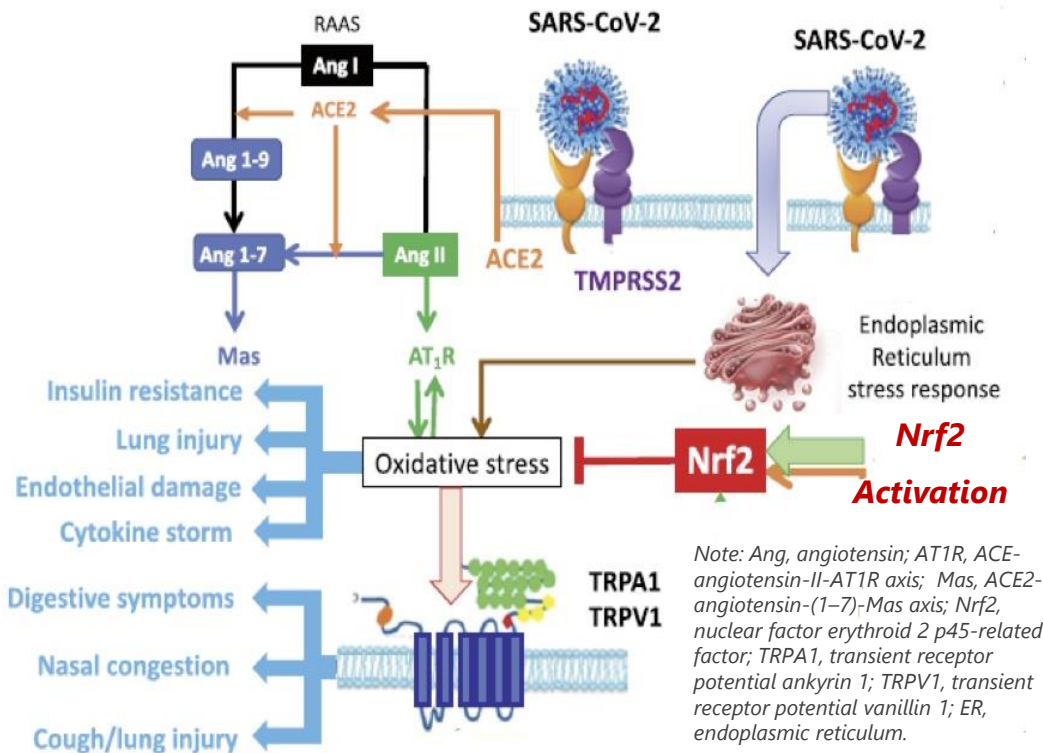 RAAS
Ang I
ACE2
Ang 1-9
Ang 1-7
Ang II
Mas
AT₁R
SARS-CoV-2
SARS-CoV-2
ACE2
TMPRSS2
Endoplasmic
Reticulum
stress response
Insulin resistance
Lung injury
Endothelial damage
Cytokine storm
Oxidative stress
Nrf2
Nrf2
Activation
TRPA1
TRPV1
Digestive symptoms
Nasal congestion
Cough/lung injury
Note: Ang, angiotensin; AT1R, ACE-
angiotensin-II-AT1R axis; Mas, ACE2-
angiotensin-(1–7)-Mas axis; Nrf2,
nuclear factor erythroid 2 p45-related
factor; TRPA1, transient receptor
potential ankyrin 1; TRPV1, transient
receptor potential vanillin 1; ER,
endoplasmic reticulum.